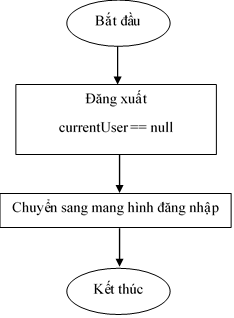 Bắt đầu
Đăng xuất
currentUser == null
Chuyển sang mang hình đăng nhập
Kết thúc